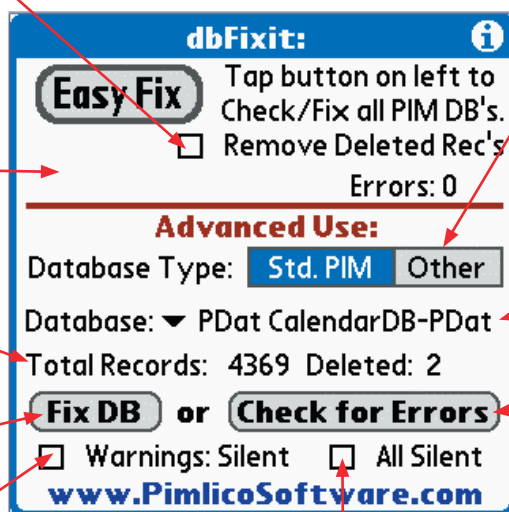 dbFixit:
Easy Fix
Tap button on left to
Check/Fix all PIM DB's.
Remove Deleted Rec's
Errors: 0
Advanced Use:
Database Type: Std. PIM Other
Database: PDat CalendarDB-PDat
Total Records: 4369 Deleted: 2
Fix DB or Check for Errors
Warnings: Silent All Silent
www.PimlicoSoftware.com